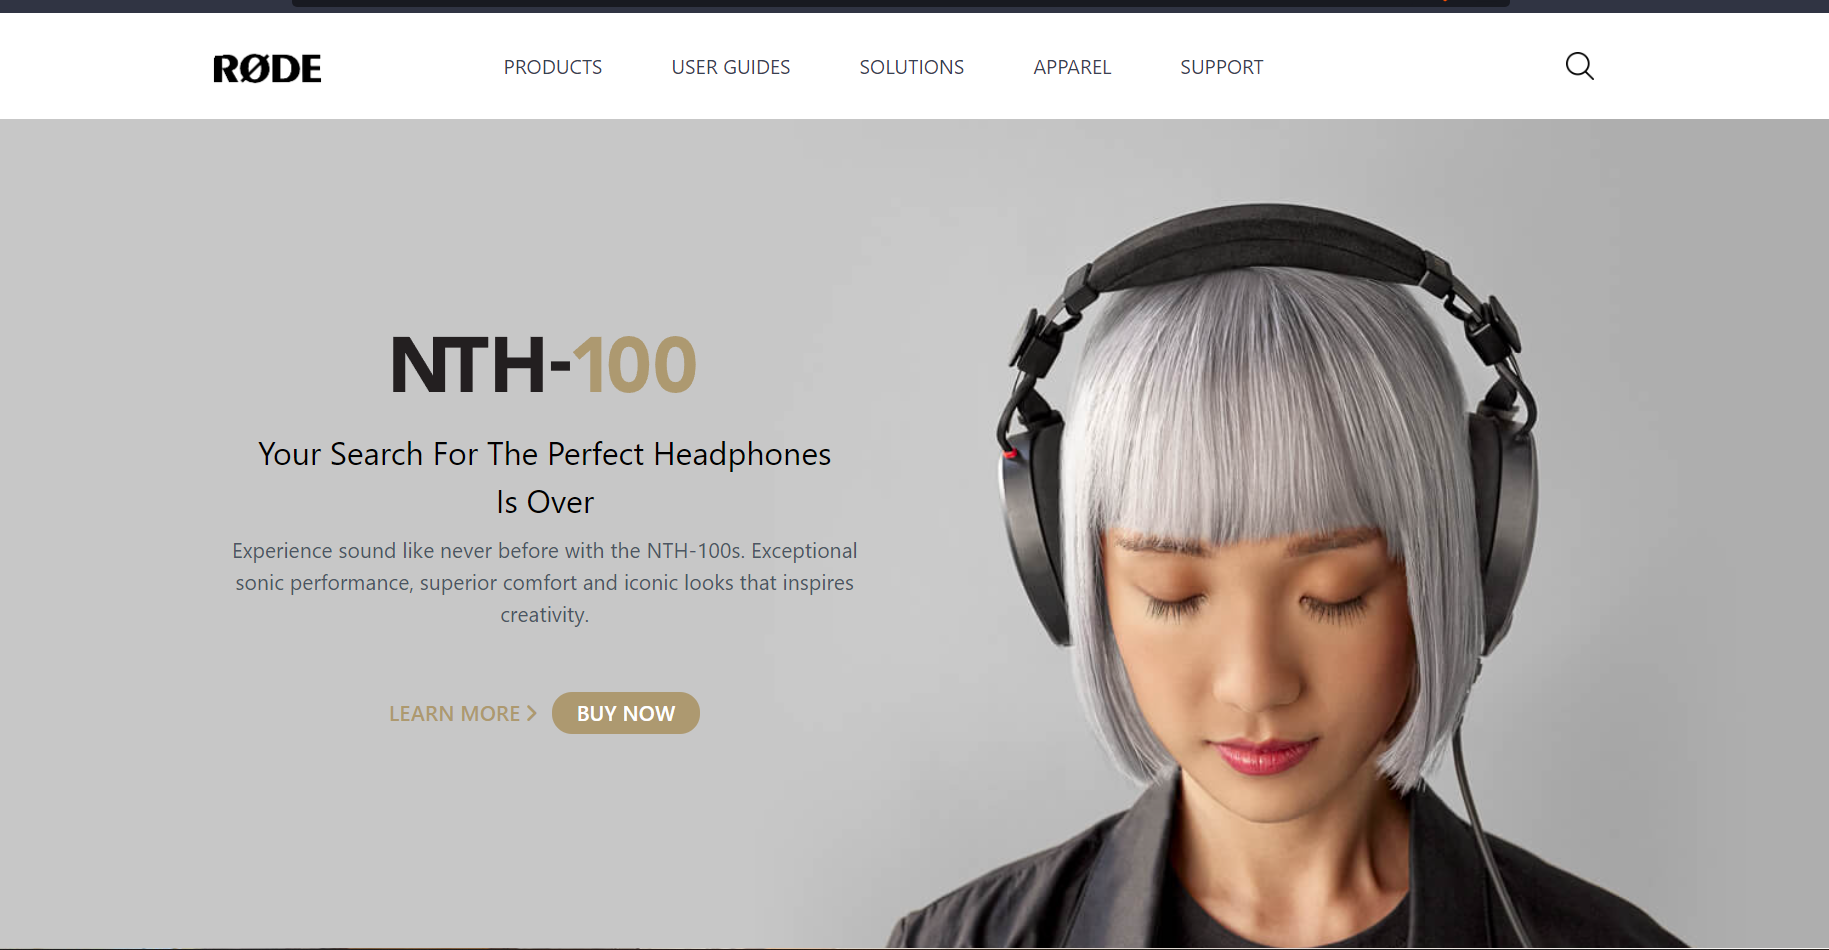 RØDE
PRODUCTS
USER GUIDES
SOLUTIONS
APPAREL
SUPPORT
NTH-100
Your Search For The Perfect Headphones
Is Over
Experience sound like never before with the NTH-100s. Exceptional
sonic performance, superior comfort and iconic looks that inspires
creativity.
LEARN MORE
BUY NOW